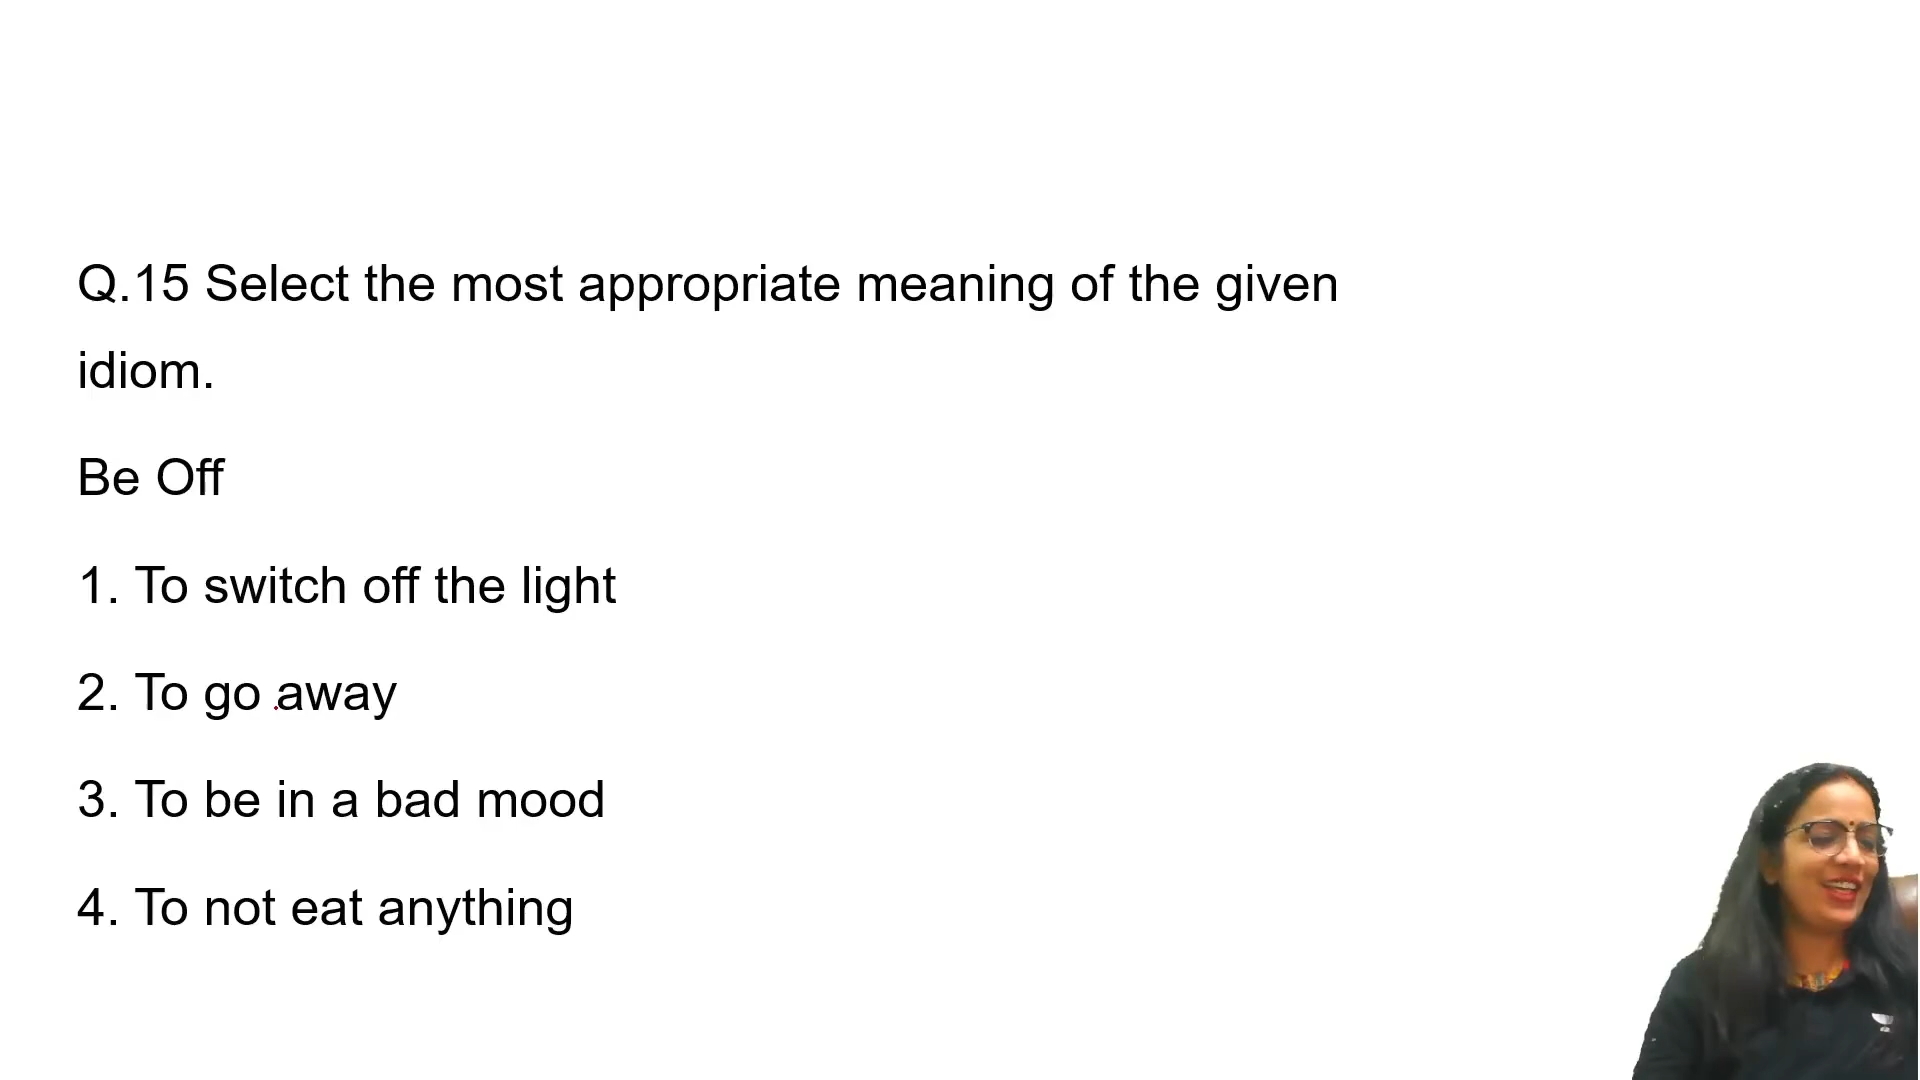 Q.15 Select the most appropriate meaning of the given
idiom.
Be Off
1. To switch off the light
2. To go away
3. To be in a bad mood
4. To not eat anything